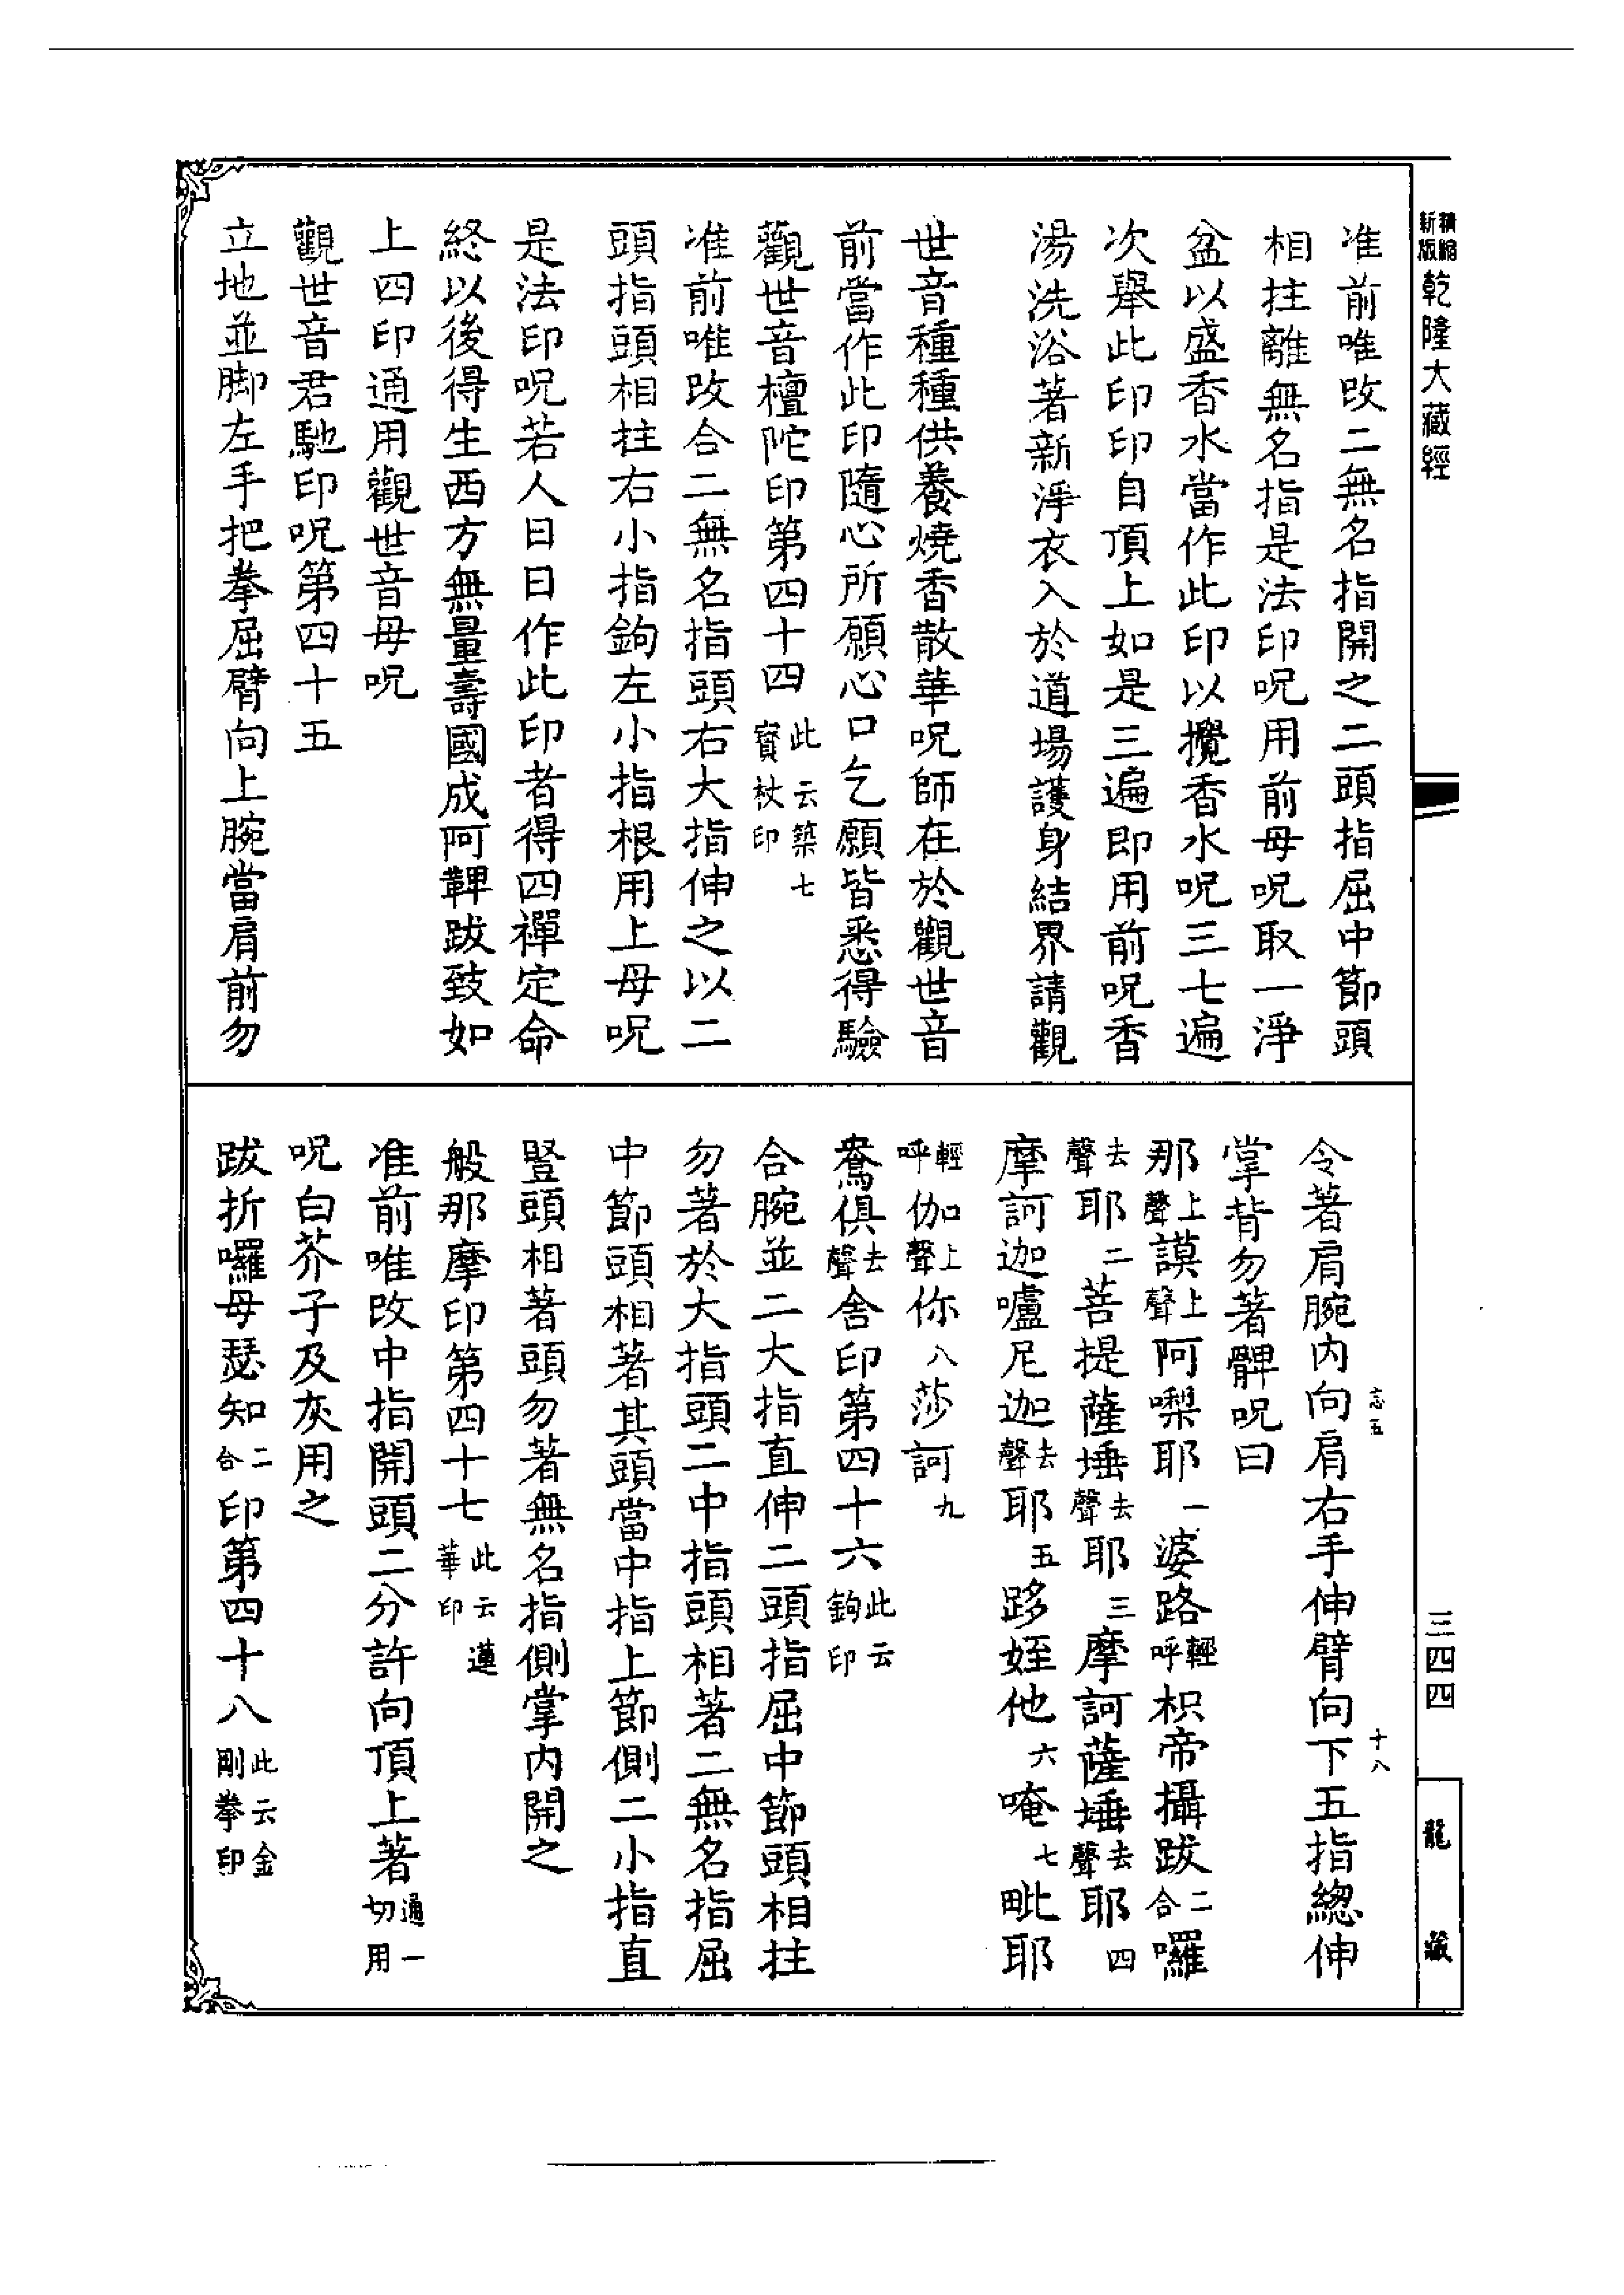 精縮新版乾隆大藏經
准前唯改二無名指開之二頭指屈中節頭
相拄離無名指是法印呪用前母呪取一淨
盆以盛香水當作此印以攪香水呪三七遍
次舉此印印自頂上如是三遍即用前呪香
湯洗浴著新淨衣入於道場護身結界請觀
世音種種供養燒香散華呪師在於觀世音
前當作此印隨心所願心口乞願皆悉得驗
觀世音檀陀印第四十四此云築七寶杖印
准前唯改合二無名指頭右大指伸之以二
頭指頭相拄右小指鉤左小指根用上母呪
是法印呪若人日日作此印者得四禪定命
終以後得生西方無量壽國成阿鞞跋致如
上四印通用觀世音母呪
觀世音君馳印呪第四十五
立地並脚左手把拳屈臂向上腕當肩前勿
令著肩腕內向肩右手伸臂向下五指總伸
掌背勿著髀呪曰
那上聲謨上聲阿㗚耶一婆路輕呼枳帝攝跋二合囉
去聲耶二菩提薩埵去聲耶三摩訶薩埵去聲耶四
摩訶迦嚧尼迦去聲耶五跢姪他六唵七毗耶
輕呼伽上聲你八莎訶九
鴦俱去聲舍印第四十六此云鉤印
合腕並二大指直伸二頭指屈中節頭相拄
勿著於大指頭二中指頭相著二無名指屈
中節頭相著其頭當中指上節側二小指直
豎頭相著頭勿著無名指側掌內開之
般那摩印第四十七此云蓮華印
准前唯改中指開頭二分許向頂上著通一切用
呪白芥子及灰用之
跋折囉母瑟知二合印第四十八此云金剛拳印
忘五
十八
三四四
龍藏